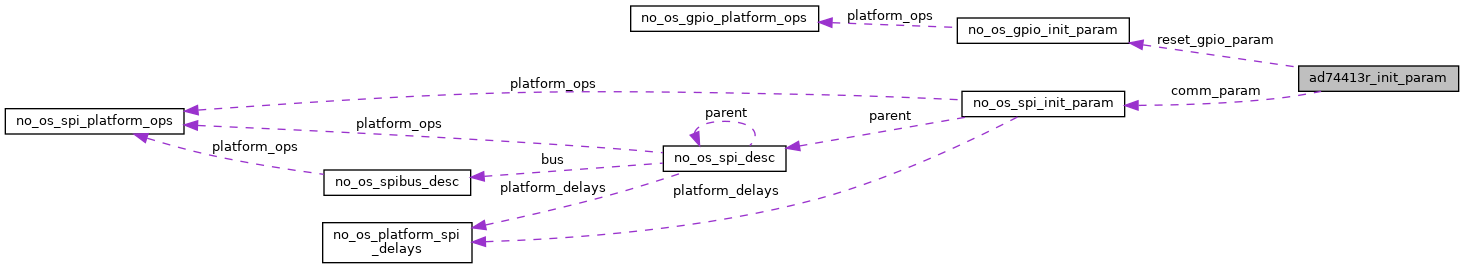 no_os_gpio_platform_ops
platform_ops
no_os_gpio_init_param
reset_gpio_param
ad74413r_init_param
platform_ops
comm_param
no_os_spi_init_param
no_os_spi_platform_ops
platform_ops
parent
parent
platform_ops
bus
no_os_spi_desc
no_os_spibus_desc
platform_delays
platform_delays
no_os_platform_spi
_delays